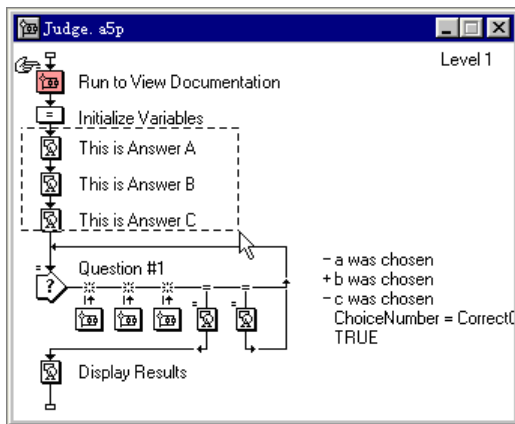 Judge. a5p
Level 1
Run to View Documentation
=
Initialize Variables
This is Answer A
This is Answer B
This is Answer C
Question #1
=
?
= =
= =
- a was chosen
+ b was chosen
- c was chosen
ChoiceNumber = CorrectC
TRUE
Display Results